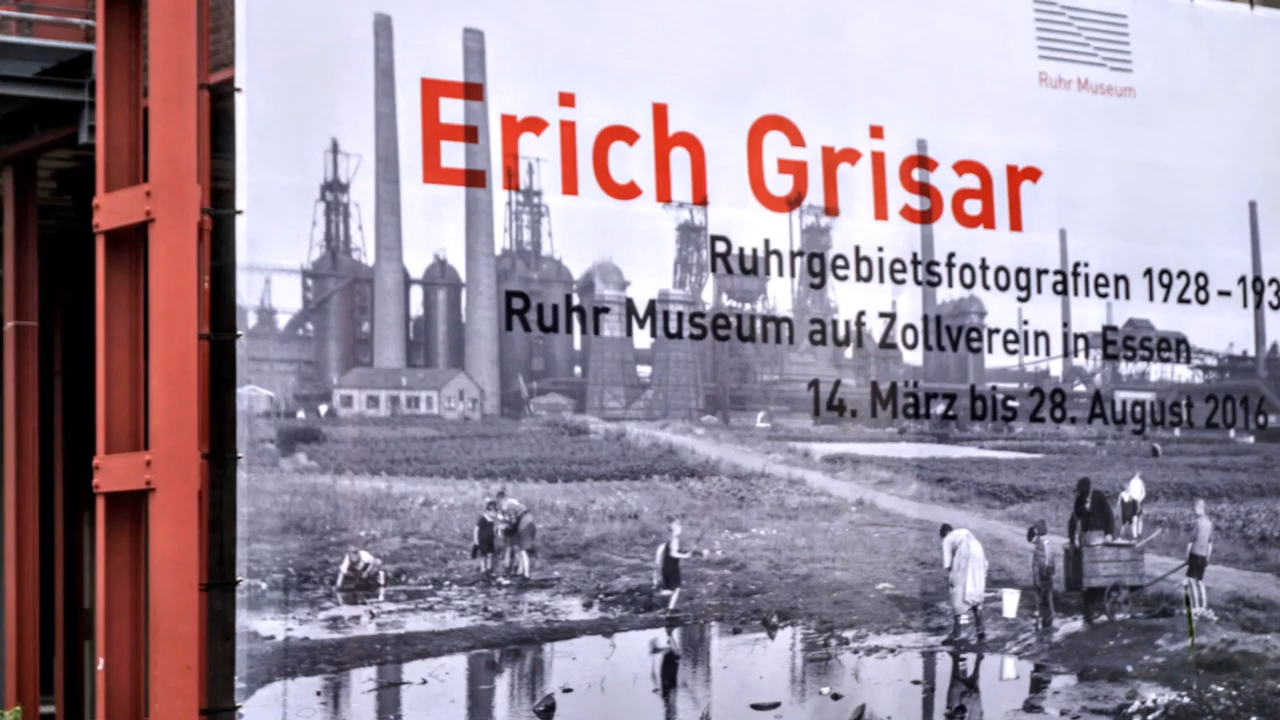 Ruhr Museum
Erich Grisar
Ruhrgebietsfotografien 1928–193
Ruhr Museum auf Zollverein in Essen
14. März bis 28. August 2016